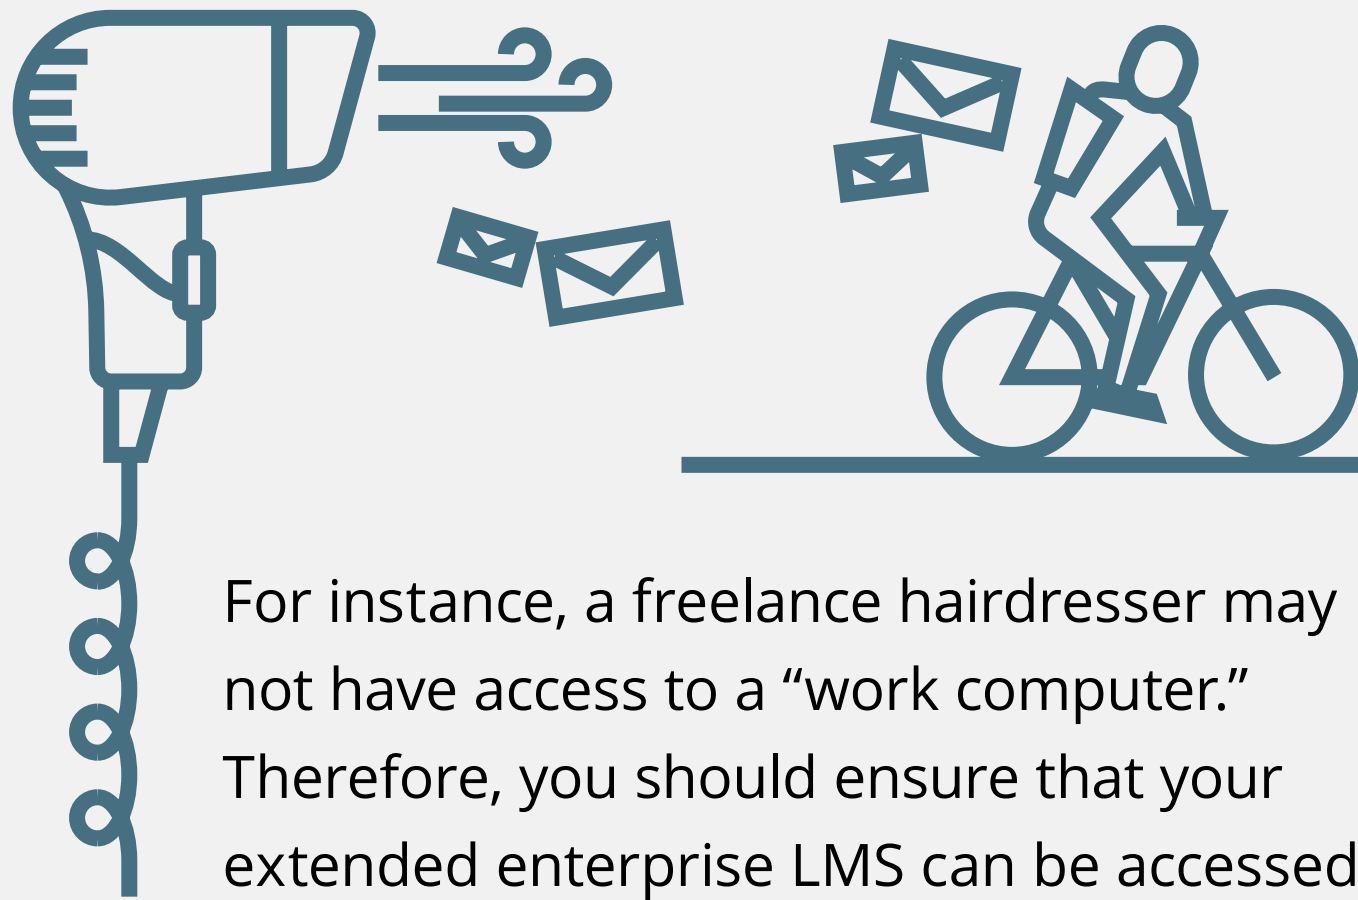 For instance, a freelance hairdresser may
not have access to a “work computer.”
Therefore, you should ensure that your
extended enterprise LMS can be accessed